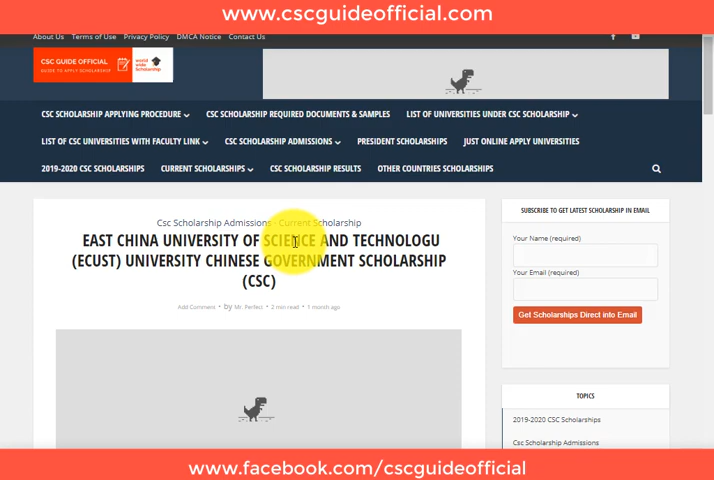 www.cscguideofficial.com
About Us Terms of Use Privacy Policy DMCA Notice Contact Us
CSC GUIDE OFFICIAL
GUIDE TO APPLY SCHOLARSHIP
world
wide
Scholarship
CSC SCHOLARSHIP APPLYING PROCEDURE CSC SCHOLARSHIP REQUIRED DOCUMENTS & SAMPLES LIST OF UNIVERSITIES UNDER CSC SCHOLARSHIP
LIST OF CSC UNIVERSITIES WITH FACULTY LINK CSC SCHOLARSHIP ADMISSIONS PRESIDENT SCHOLARSHIPS JUST ONLINE APPLY UNIVERSITIES
2019-2020 CSC SCHOLARSHIPS CURRENT SCHOLARSHIPS CSC SCHOLARSHIP RESULTS OTHER COUNTRIES SCHOLARSHIPS
Csc Scholarship Admissions · Current Scholarship
EAST CHINA UNIVERSITY OF SCIENCE AND TECHNOLOGU
(ECUST) UNIVERSITY CHINESE GOVERNMENT SCHOLARSHIP
(CSC)
Add Comment • by Mr. Perfect • 2 min read • 1 month ago
SUBSCRIBE TO GET LATEST SCHOLARSHIP IN EMAIL
Your Name (required)
Your Email (required)
Get Scholarships Direct into Email
TOPICS
2019-2020 CSC Scholarships
Csc Scholarship Admissions
www.facebook.com/cscguideofficial